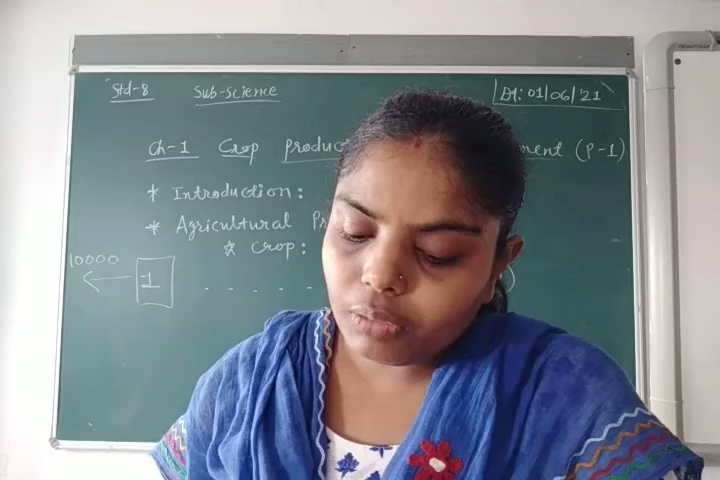 Std-8 Sub-science Dt: 01/06/'21
Ch-1 Crop produc ment (P-1)
* Introduction:
* Agricultural Pr
* Crop:
10000
1 . . . . . )